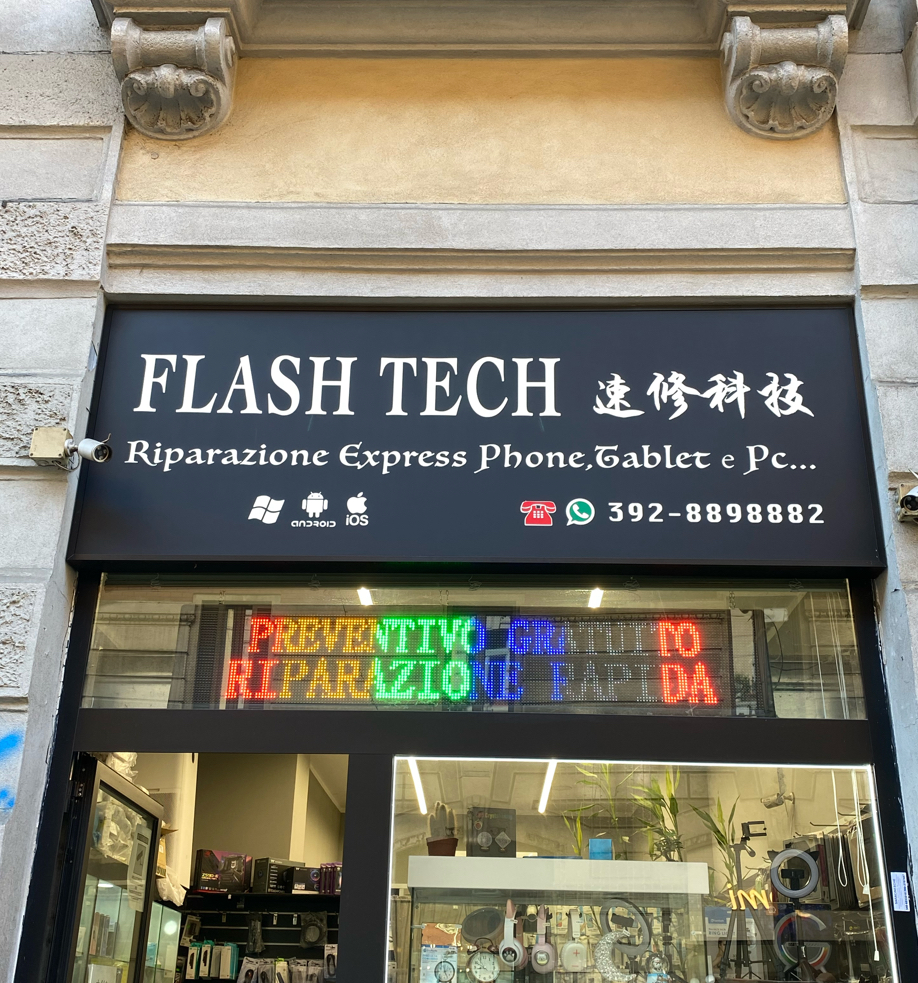 FLASH TECH 速修科技
Riparazione Express Phone,Tablet e Pc...
ANDROID iOS 392-8898882
PREVENTIVO GRATUITO
RIPARAZIONE RAPIDA